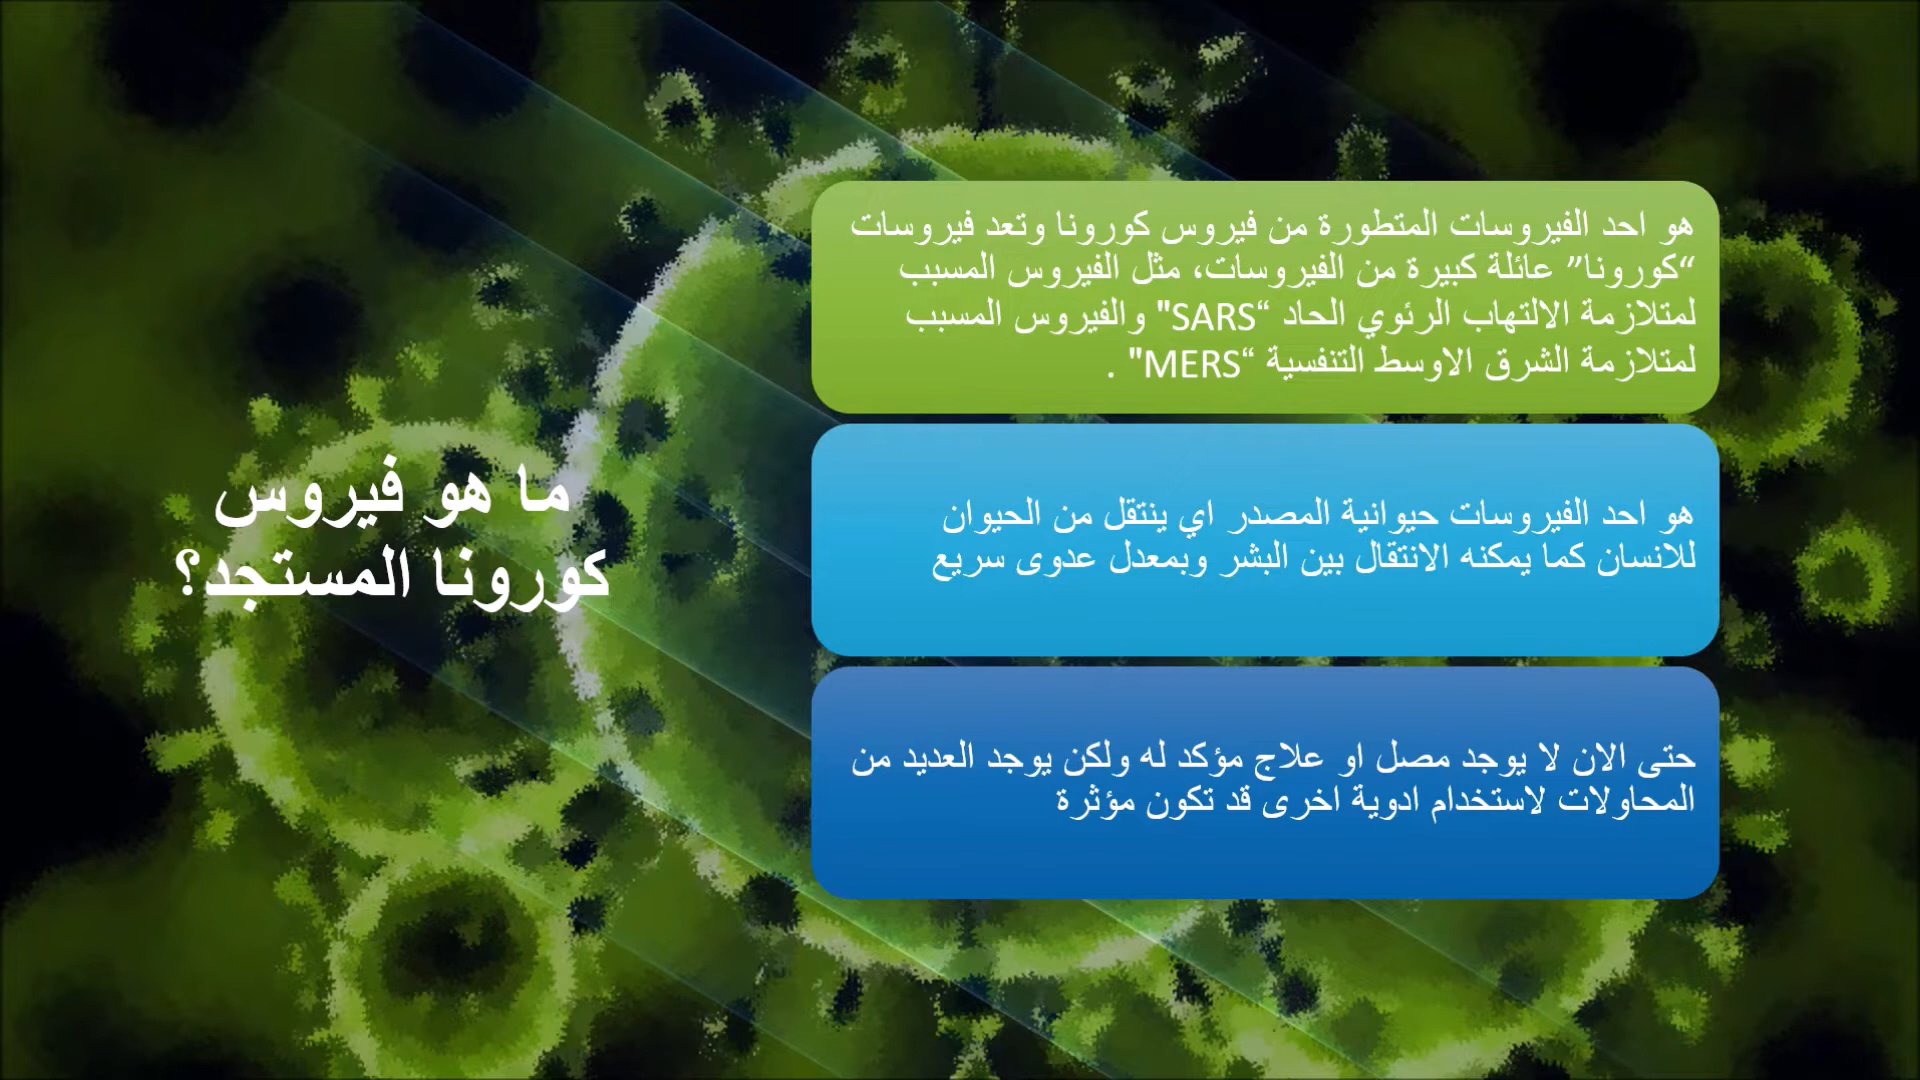 ما هو فيروس
كورونا المستجد؟
هو احد الفيروسات المتطورة من فيروس كورونا وتعد فيروسات
“كورونا” عائلة كبيرة من الفيروسات، مثل الفيروس المسبب
لمتلازمة الالتهاب الرئوي الحاد “SARS" والفيروس المسبب
لمتلازمة الشرق الاوسط التنفسية “MERS" .
هو احد الفيروسات حيوانية المصدر اي ينتقل من الحيوان
للانسان كما يمكنه الانتقال بين البشر وبمعدل عدوى سريع
حتى الان لا يوجد مصل او علاج مؤكد له ولكن يوجد العديد من
المحاولات لاستخدام ادوية اخرى قد تكون مؤثرة